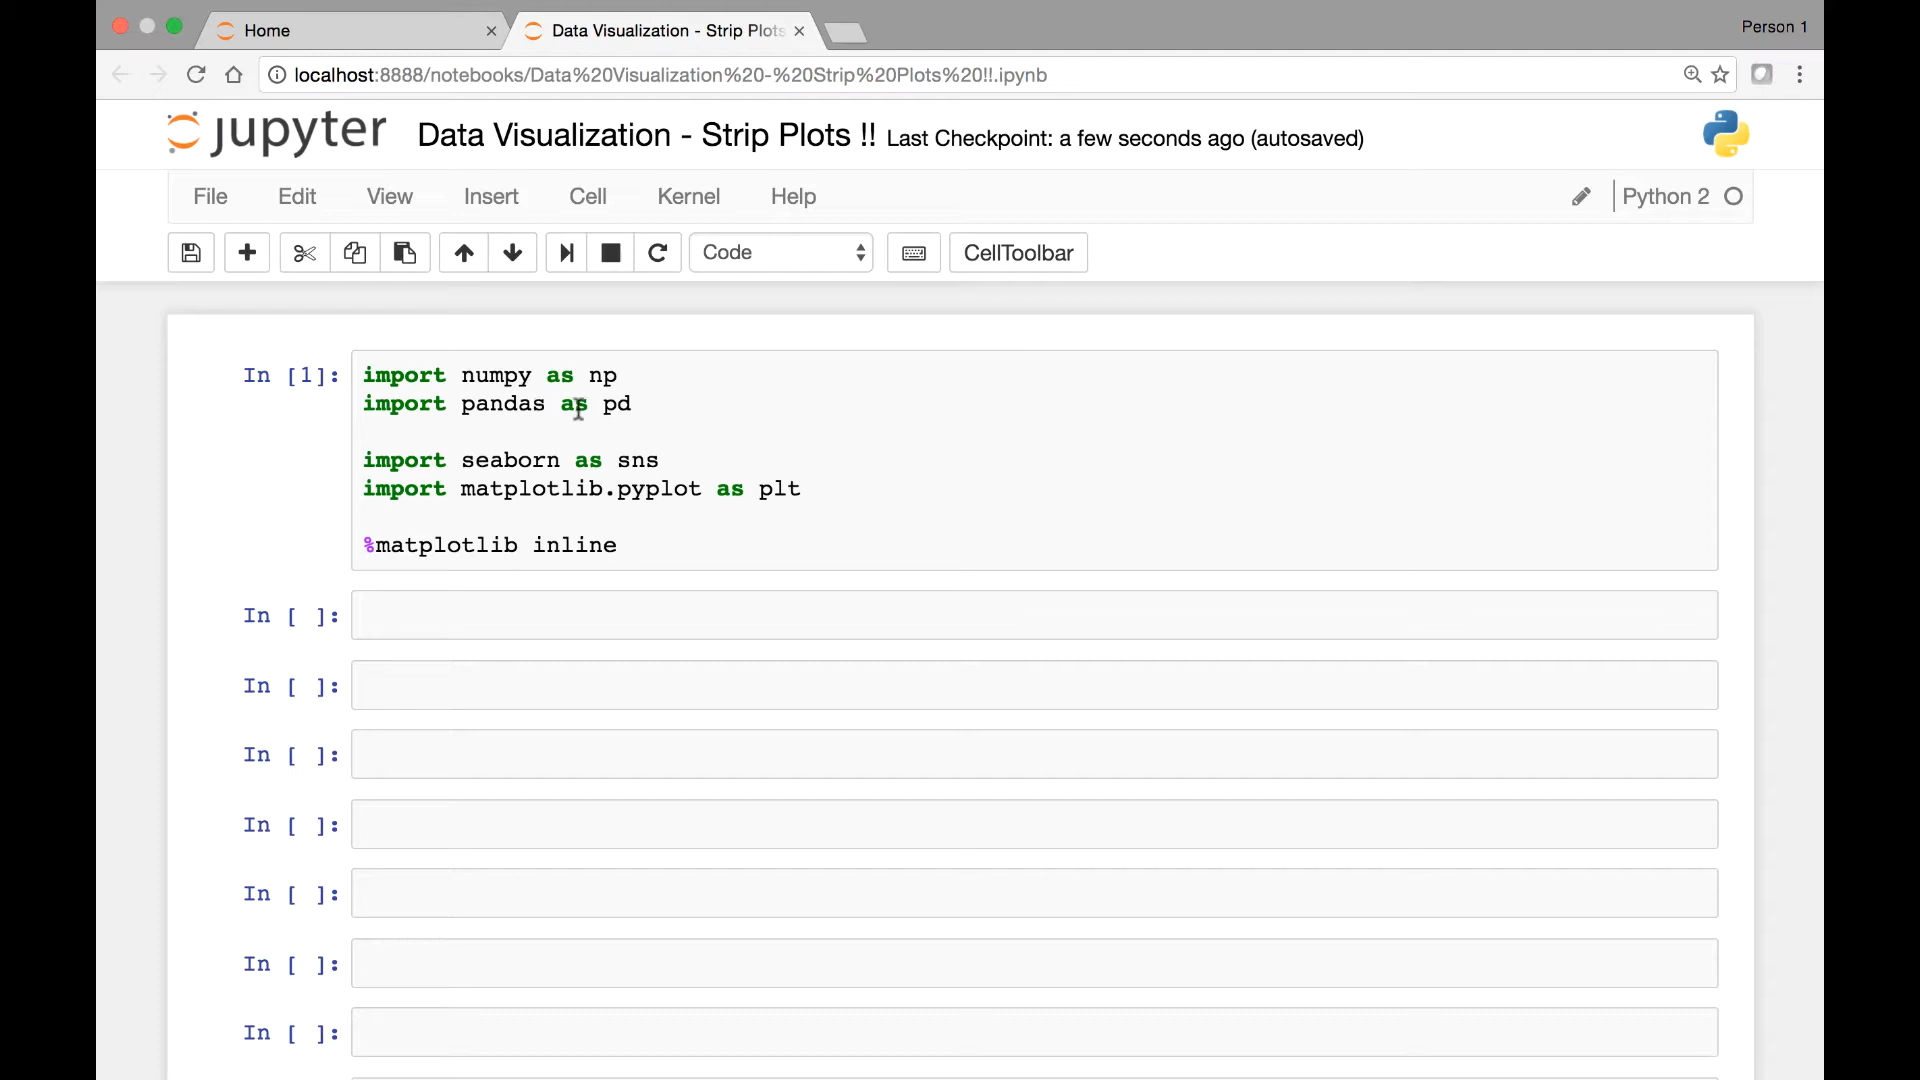 Home
Data Visualization - Strip Plots
Person 1
localhost:8888/notebooks/Data%20Visualization%20-%20Strip%20Plots%20!!.ipynb
jupyter Data Visualization - Strip Plots !! Last Checkpoint: a few seconds ago (autosaved)
File Edit View Insert Cell Kernel Help Python 2
Code CellToolbar
In [1]: import numpy as np
import pandas as pd
import seaborn as sns
import matplotlib.pyplot as plt
%matplotlib inline
In [ ]:
In [ ]:
In [ ]:
In [ ]:
In [ ]:
In [ ]:
In [ ]: